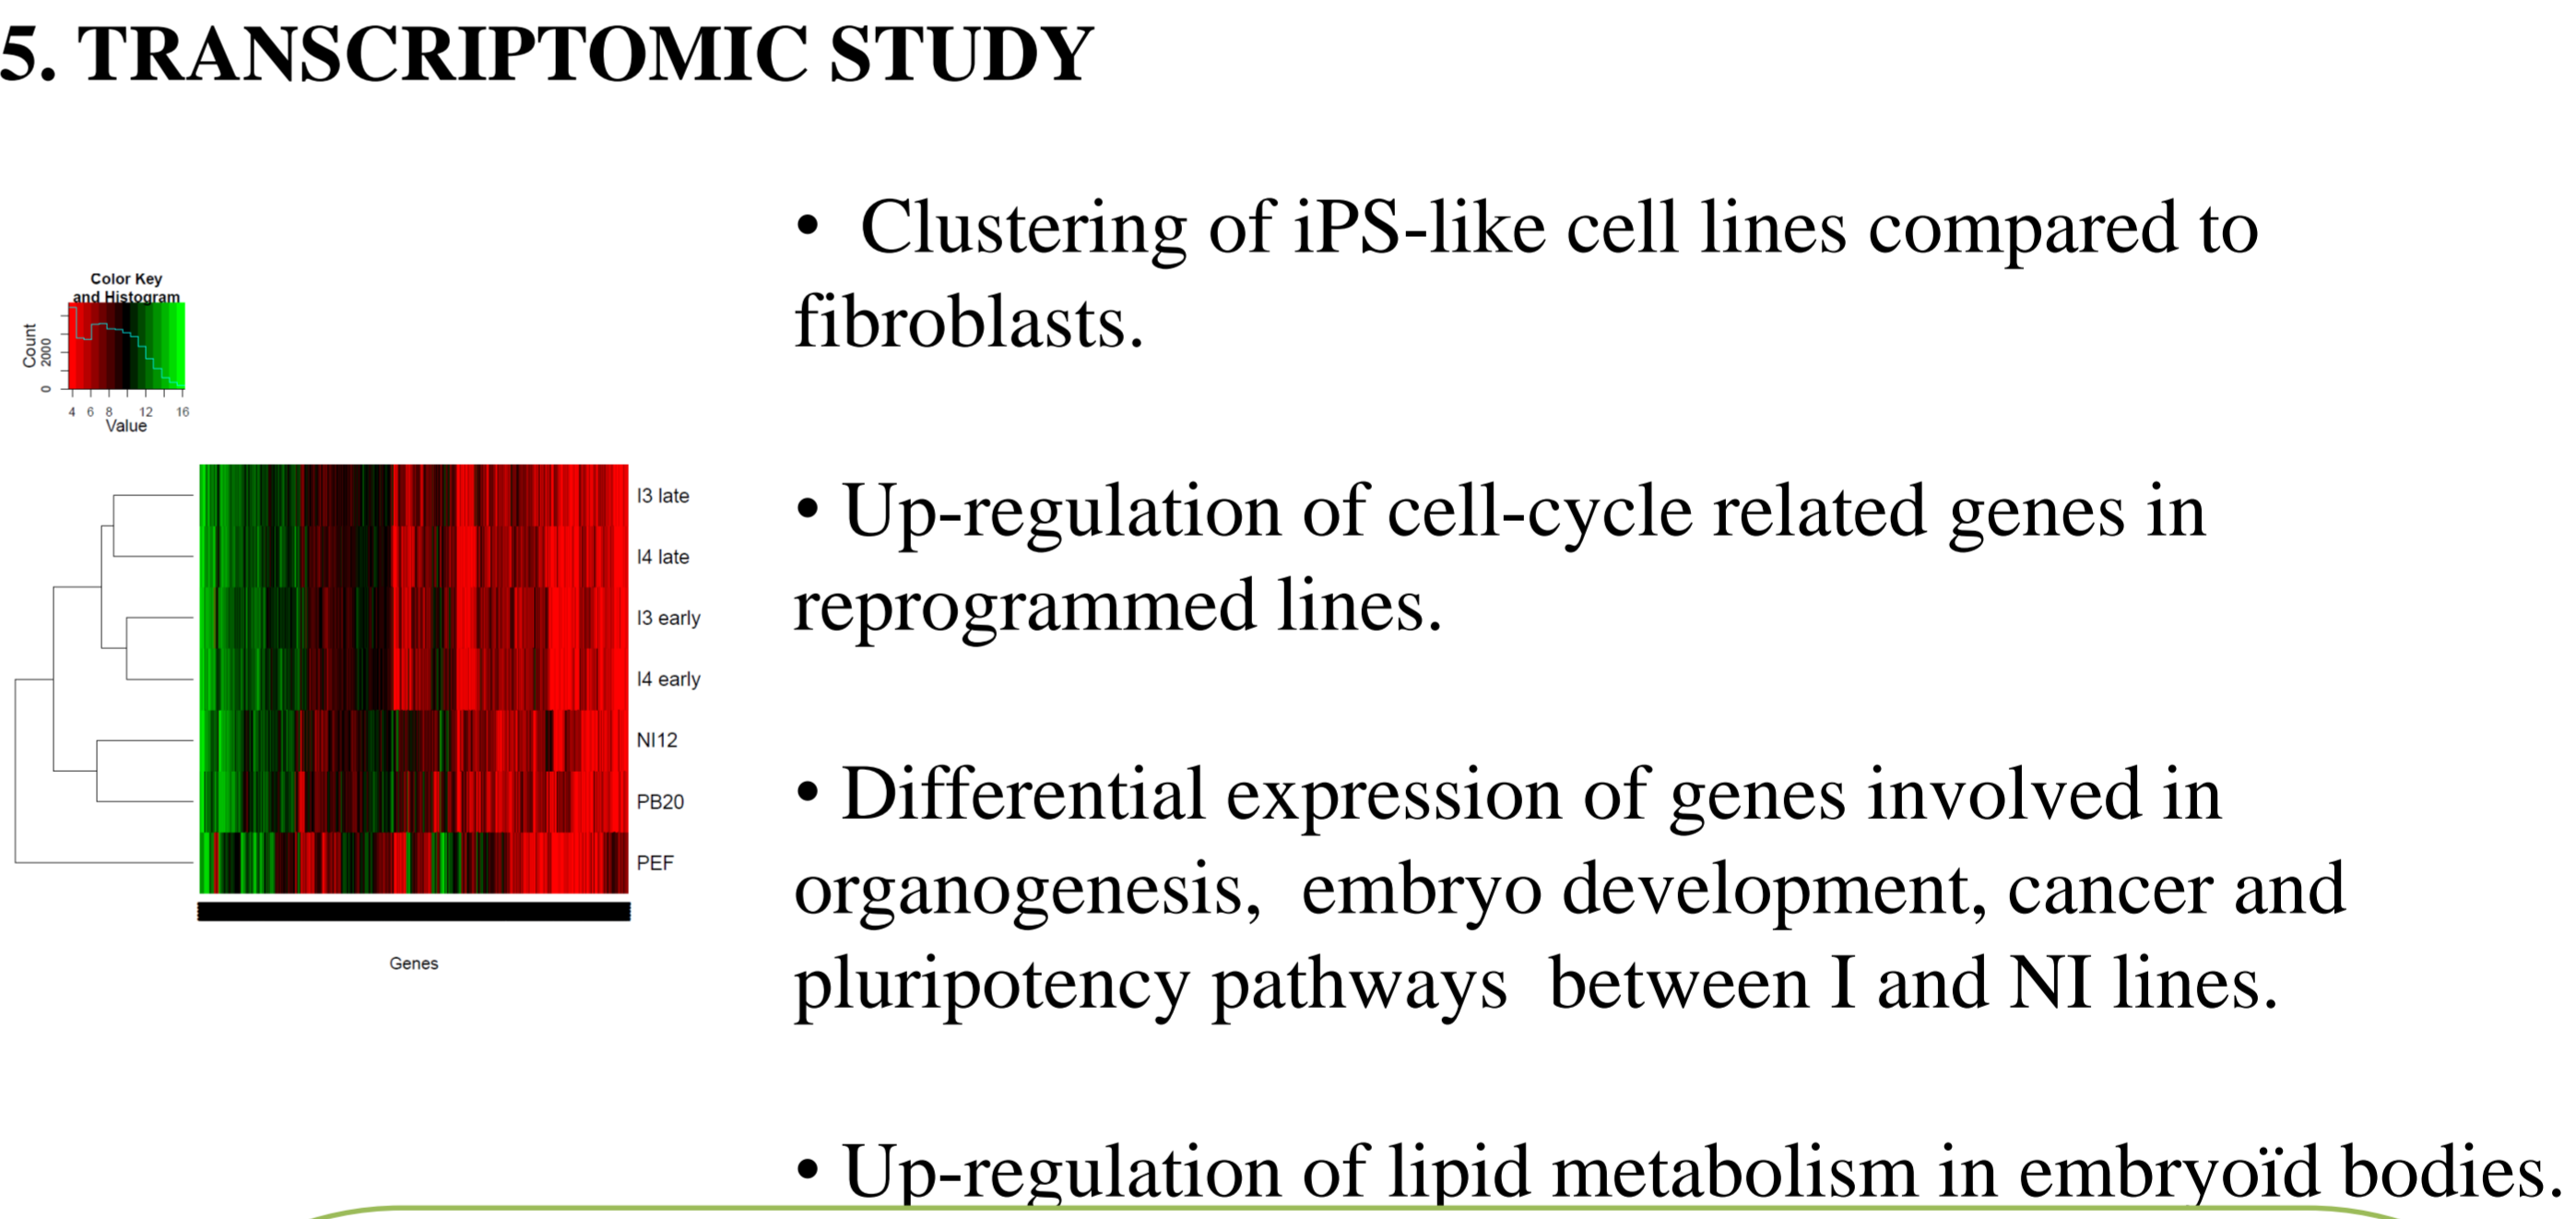 5. TRANSCRIPTOMIC STUDY
• Clustering of iPS-like cell lines compared to
fibroblasts.
Color Key
and Histogram
Count
0 2000
4 6 8 12 16
Value
I3 late
I4 late
I3 early
I4 early
NI12
PB20
PEF
Genes
• Up-regulation of cell-cycle related genes in
reprogrammed lines.
• Differential expression of genes involved in
organogenesis, embryo development, cancer and
pluripotency pathways between I and NI lines.
• Up-regulation of lipid metabolism in embryoïd bodies.